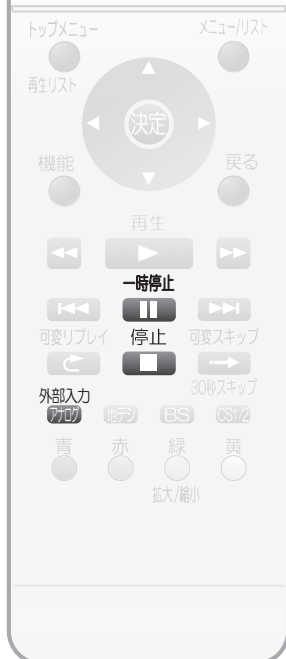 トップメニュー メニュー/リスト
再生リスト
決定
機能 戻る
再生
一時停止
可変リプレイ 停止 可変スキップ
外部入力 30秒スキップ
アナログ 地デジ BS CS1/2
青 赤 緑 黄
拡大/縮小